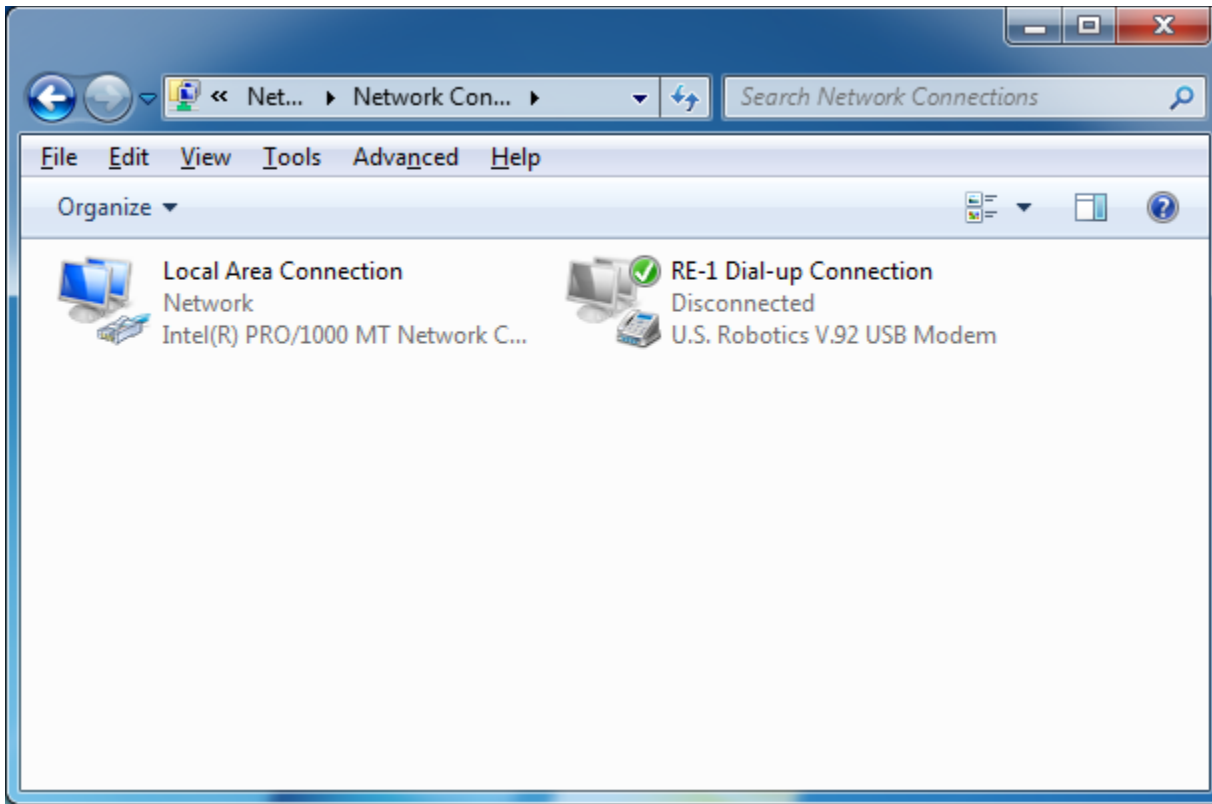 « Net... Network Con... Search Network Connections
File Edit View Tools Advanced Help
Organize
Local Area Connection
Network
Intel(R) PRO/1000 MT Network C...
RE-1 Dial-up Connection
Disconnected
U.S. Robotics V.92 USB Modem